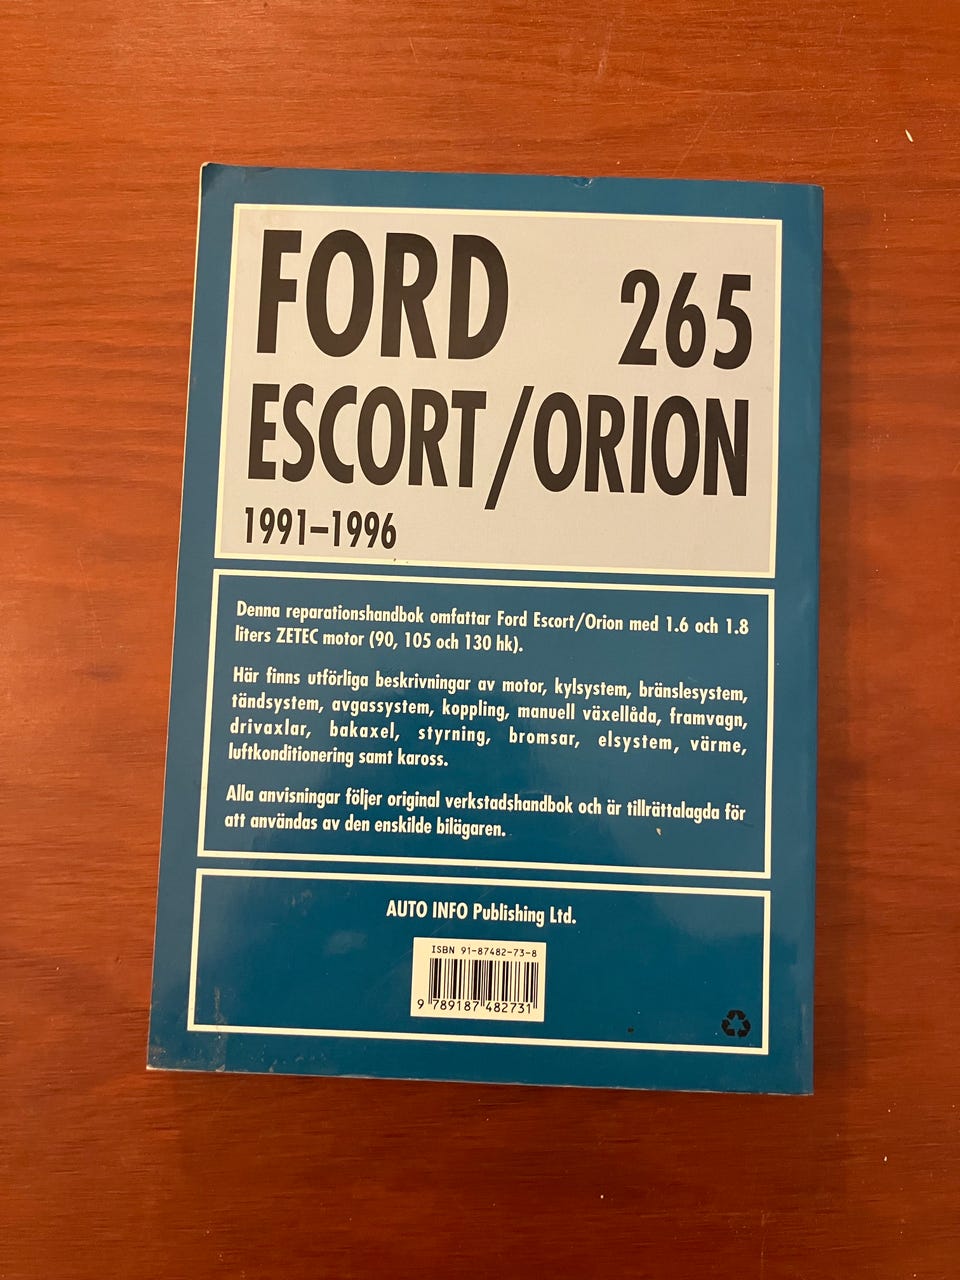 FORD 265
ESCORT/ORION
1991–1996
Denna reparationshandbok omfattar Ford Escort/Orion med 1.6 och 1.8
liters ZETEC motor (90, 105 och 130 hk).
Här finns utförliga beskrivningar av motor, kylsystem, bränslesystem,
tändsystem, avgassystem, koppling, manuell växellåda, framvagn,
drivaxlar, bakaxel, styrning, bromsar, elsystem, värme,
luftkonditionering samt kaross.
Alla anvisningar följer original verkstadshandbok och är tillrättalagda för
att användas av den enskilde bilägaren.
AUTO INFO Publishing Ltd.
ISBN 91-87482-73-8
9 789187 482731